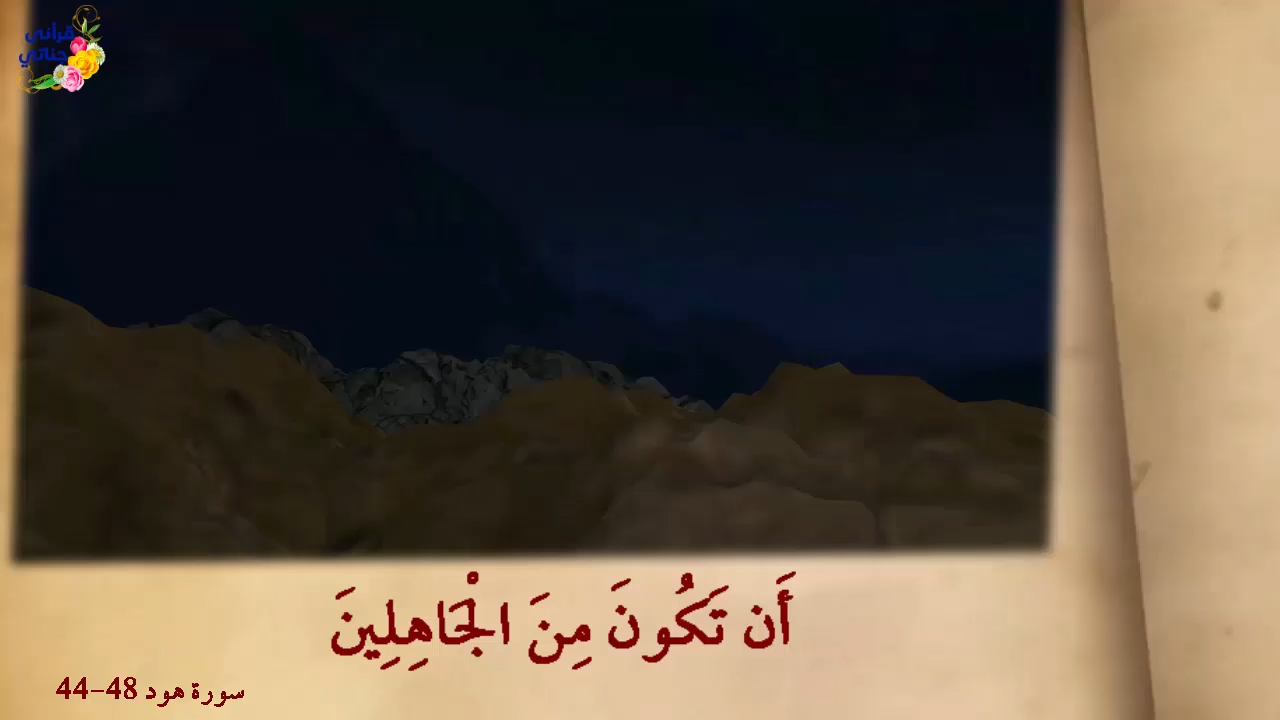 قرآني
جناتي
أَن تَكُونَ مِنَ الْجَاهِلِينَ
سورة هود 48-44